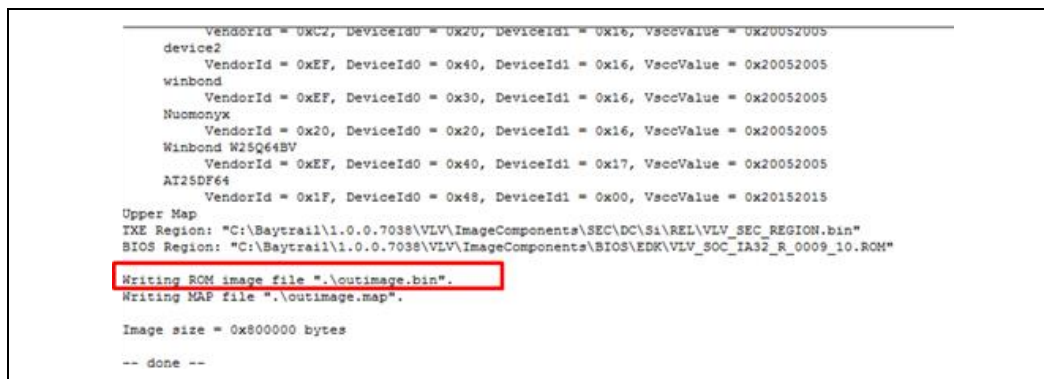 VendorId = 0xC2, DeviceId0 = 0x20, DeviceId1 = 0x16, VsccValue = 0x20052005
device2
VendorId = 0xEF, DeviceId0 = 0x40, DeviceId1 = 0x16, VsccValue = 0x20052005
winbond
VendorId = 0xEF, DeviceId0 = 0x30, DeviceId1 = 0x16, VsccValue = 0x20052005
Nuomonyx
VendorId = 0x20, DeviceId0 = 0x20, DeviceId1 = 0x16, VsccValue = 0x20052005
Winbond W25Q64BV
VendorId = 0xEF, DeviceId0 = 0x40, DeviceId1 = 0x17, VsccValue = 0x20052005
AT25DF64
VendorId = 0x1F, DeviceId0 = 0x48, DeviceId1 = 0x00, VsccValue = 0x20152015
Upper Map
TXE Region: "C:\Baytrail\1.0.0.7038\VLV\ImageComponents\SEC\DC\Si\REL\VLV_SEC_REGION.bin"
BIOS Region: "C:\Baytrail\1.0.0.7038\VLV\ImageComponents\BIOS\EDK\VLV_SOC_IA32_R_0009_10.ROM"
Writing ROM image file ".\outimage.bin".
Writing MAP file ".\outimage.map".
Image size = 0x800000 bytes
-- done --